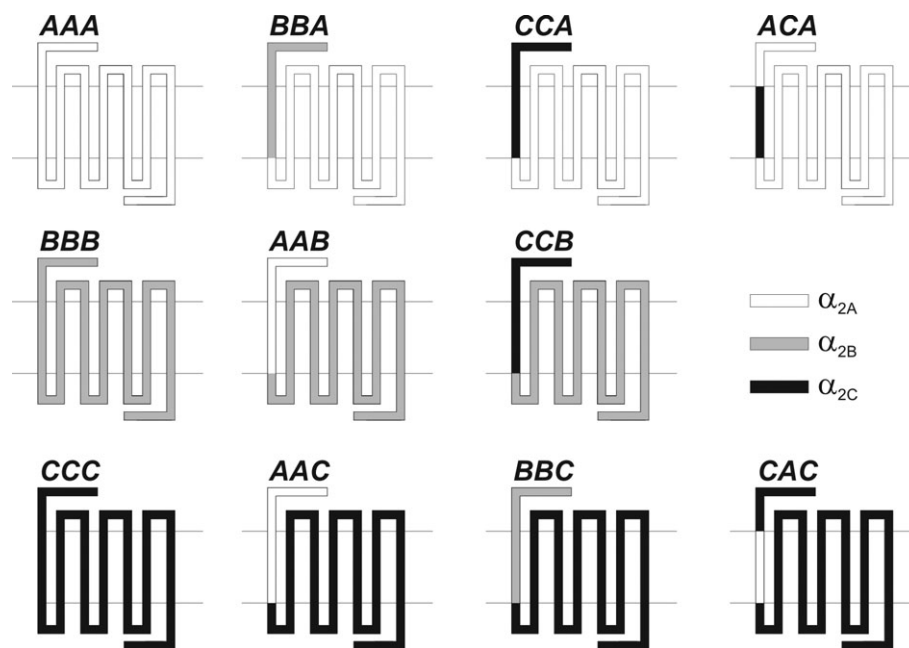 AAA BBA CCA ACA
BBB AAB CCB
α2A
α2B
α2C
CCC AAC BBC CAC